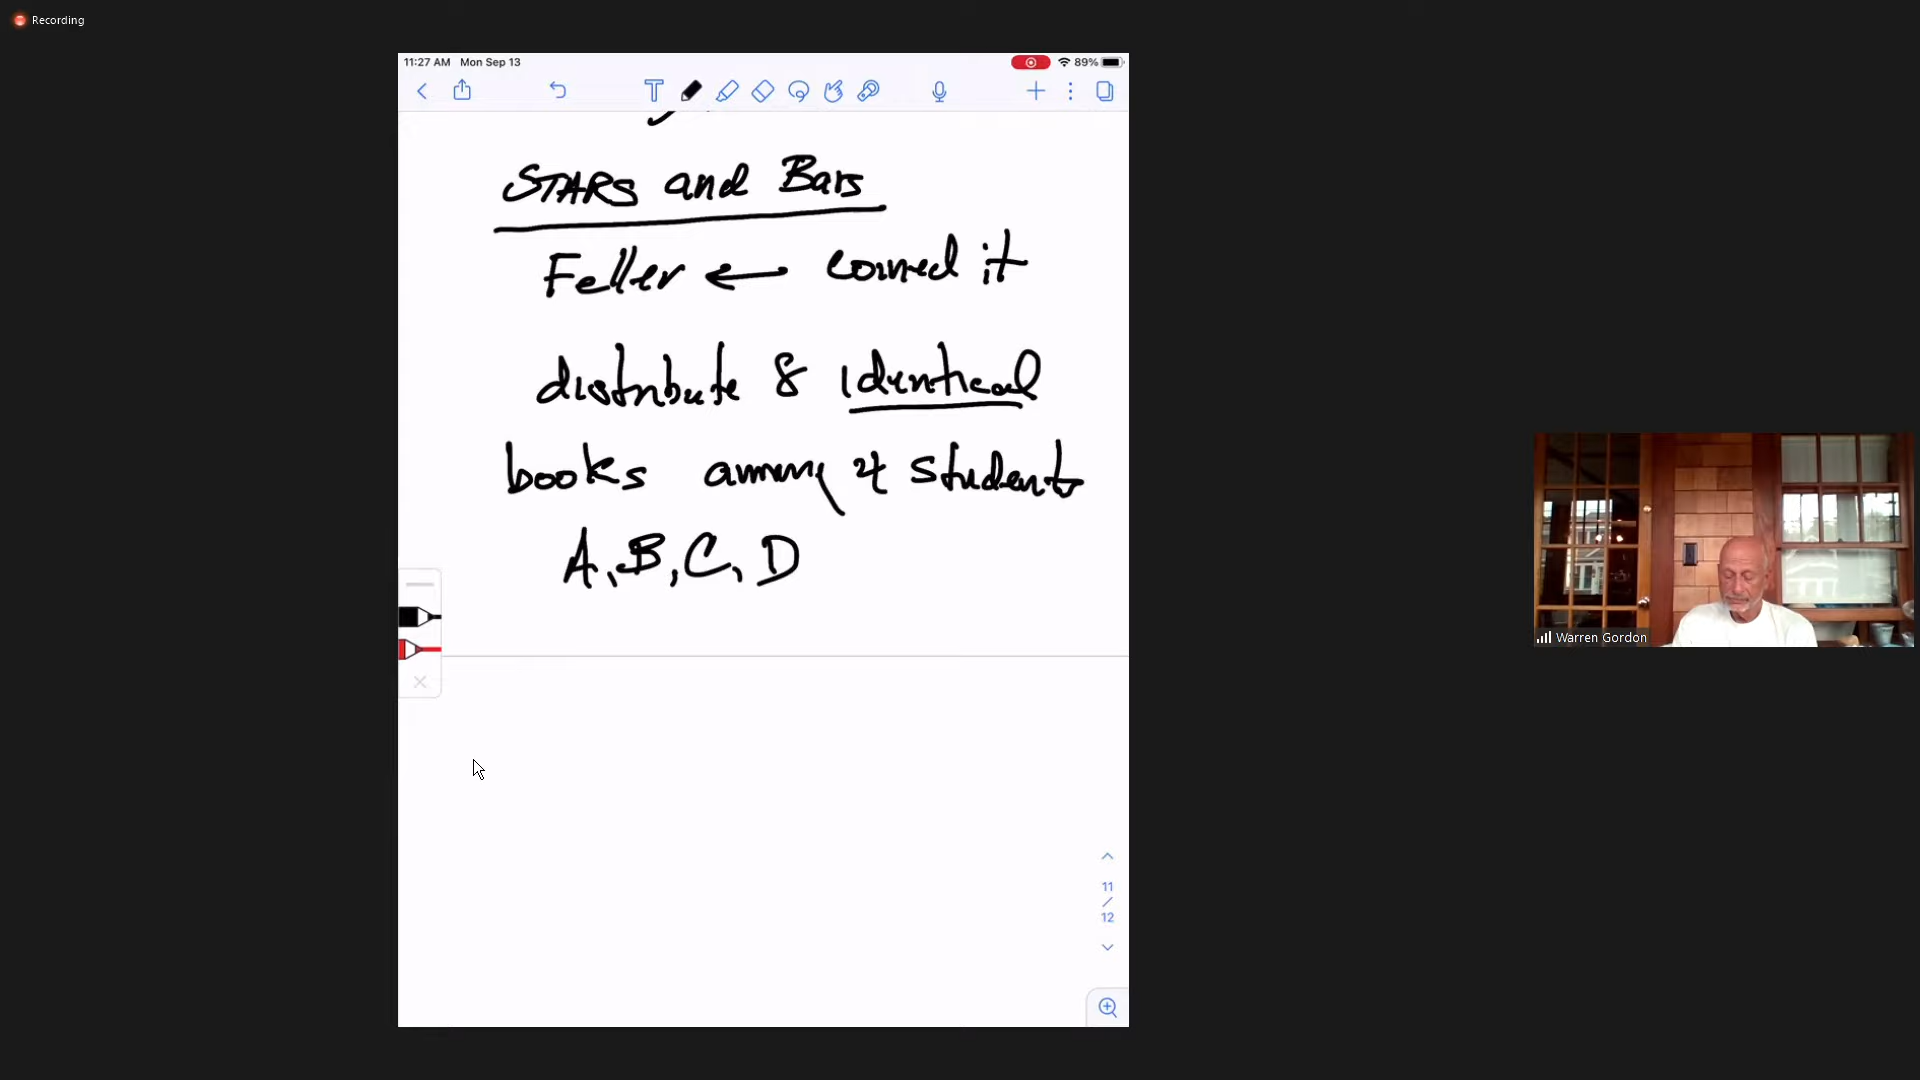 Recording
11:27 AM Mon Sep 13
89%
STARS and Bars
Feller ← coined it
distribute 8 identical
books among 4 students
A, B, C, D
11
/
12
Warren Gordon